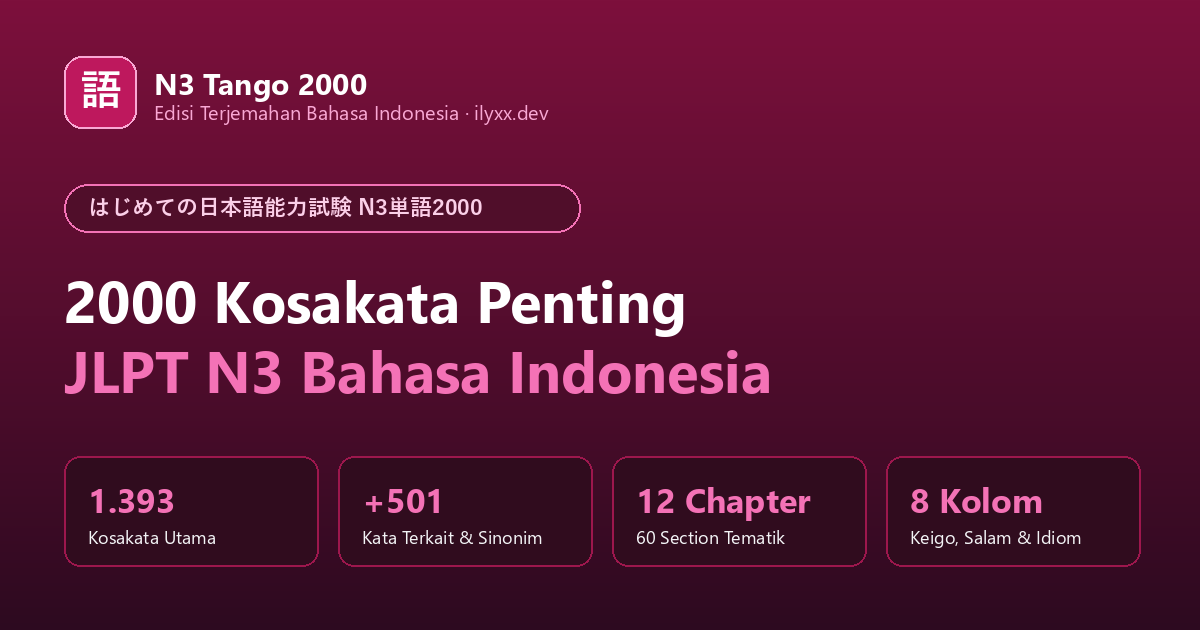 語
N3 Tango 2000
Edisi Terjemahan Bahasa Indonesia · ilyxx.dev
はじめての日本語能力試験 N3単語2000
2000 Kosakata Penting
JLPT N3 Bahasa Indonesia
1.393
Kosakata Utama
+501
Kata Terkait & Sinonim
12 Chapter
60 Section Tematik
8 Kolom
Keigo, Salam & Idiom